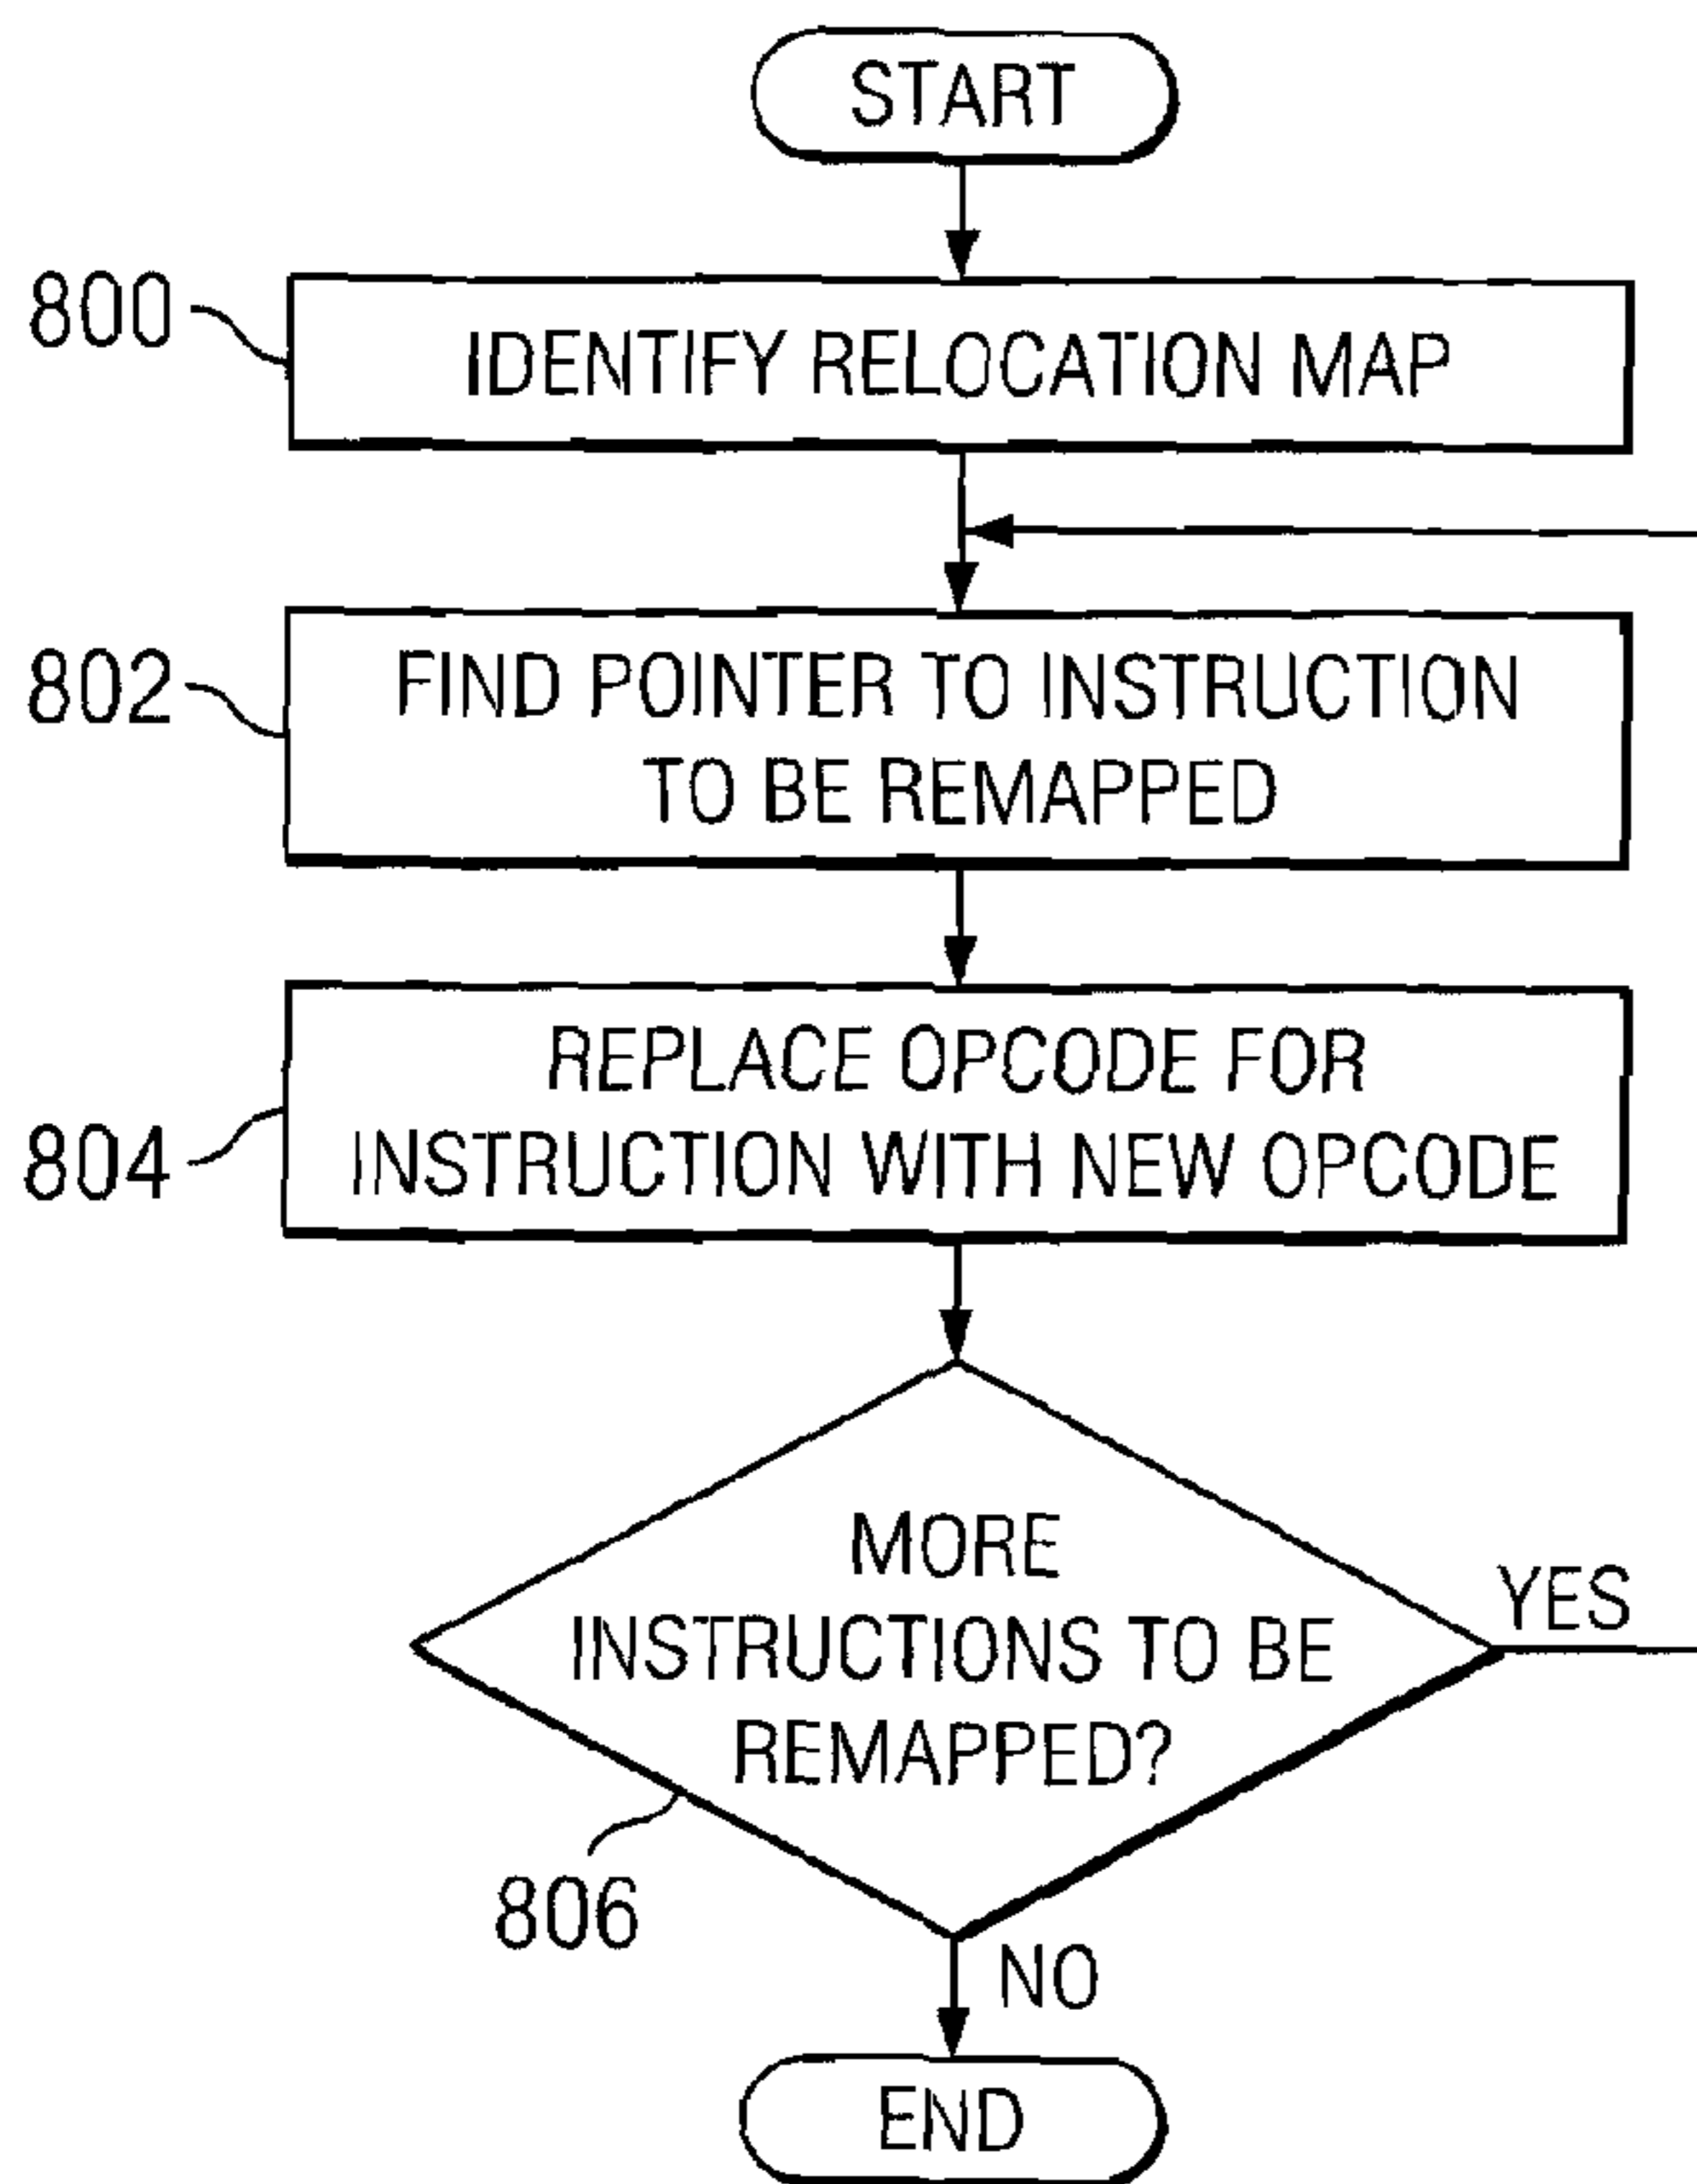 START
800
IDENTIFY RELOCATION MAP
802
FIND POINTER TO INSTRUCTION
TO BE REMAPPED
REPLACE OPCODE FOR
INSTRUCTION WITH NEW OPCODE
804
MORE
INSTRUCTIONS TO BE
REMAPPED?
YES
806
NO
END